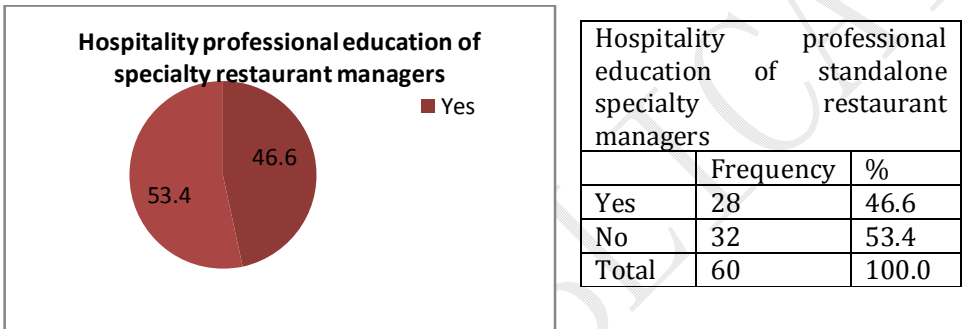 Hospitality professional education of
specialty restaurant managers
Yes
46.6
53.4
Hospitality professional
education of standalone
specialty restaurant
managers
Frequency %
Yes 28 46.6
No 32 53.4
Total 60 100.0